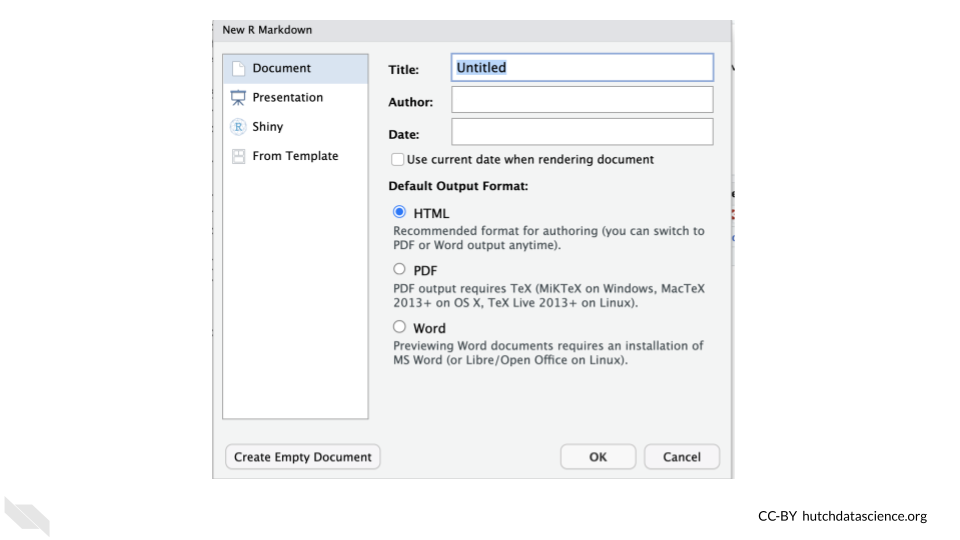 New R Markdown
Document
Presentation
R Shiny
From Template
Title: Untitled
Author:
Date:
Use current date when rendering document
Default Output Format:
HTML
Recommended format for authoring (you can switch to
PDF or Word output anytime).
PDF
PDF output requires TeX (MiKTeX on Windows, MacTeX
2013+ on OS X, TeX Live 2013+ on Linux).
Word
Previewing Word documents requires an installation of
MS Word (or Libre/Open Office on Linux).
Create Empty Document
OK
Cancel
CC-BY hutchdatascience.org